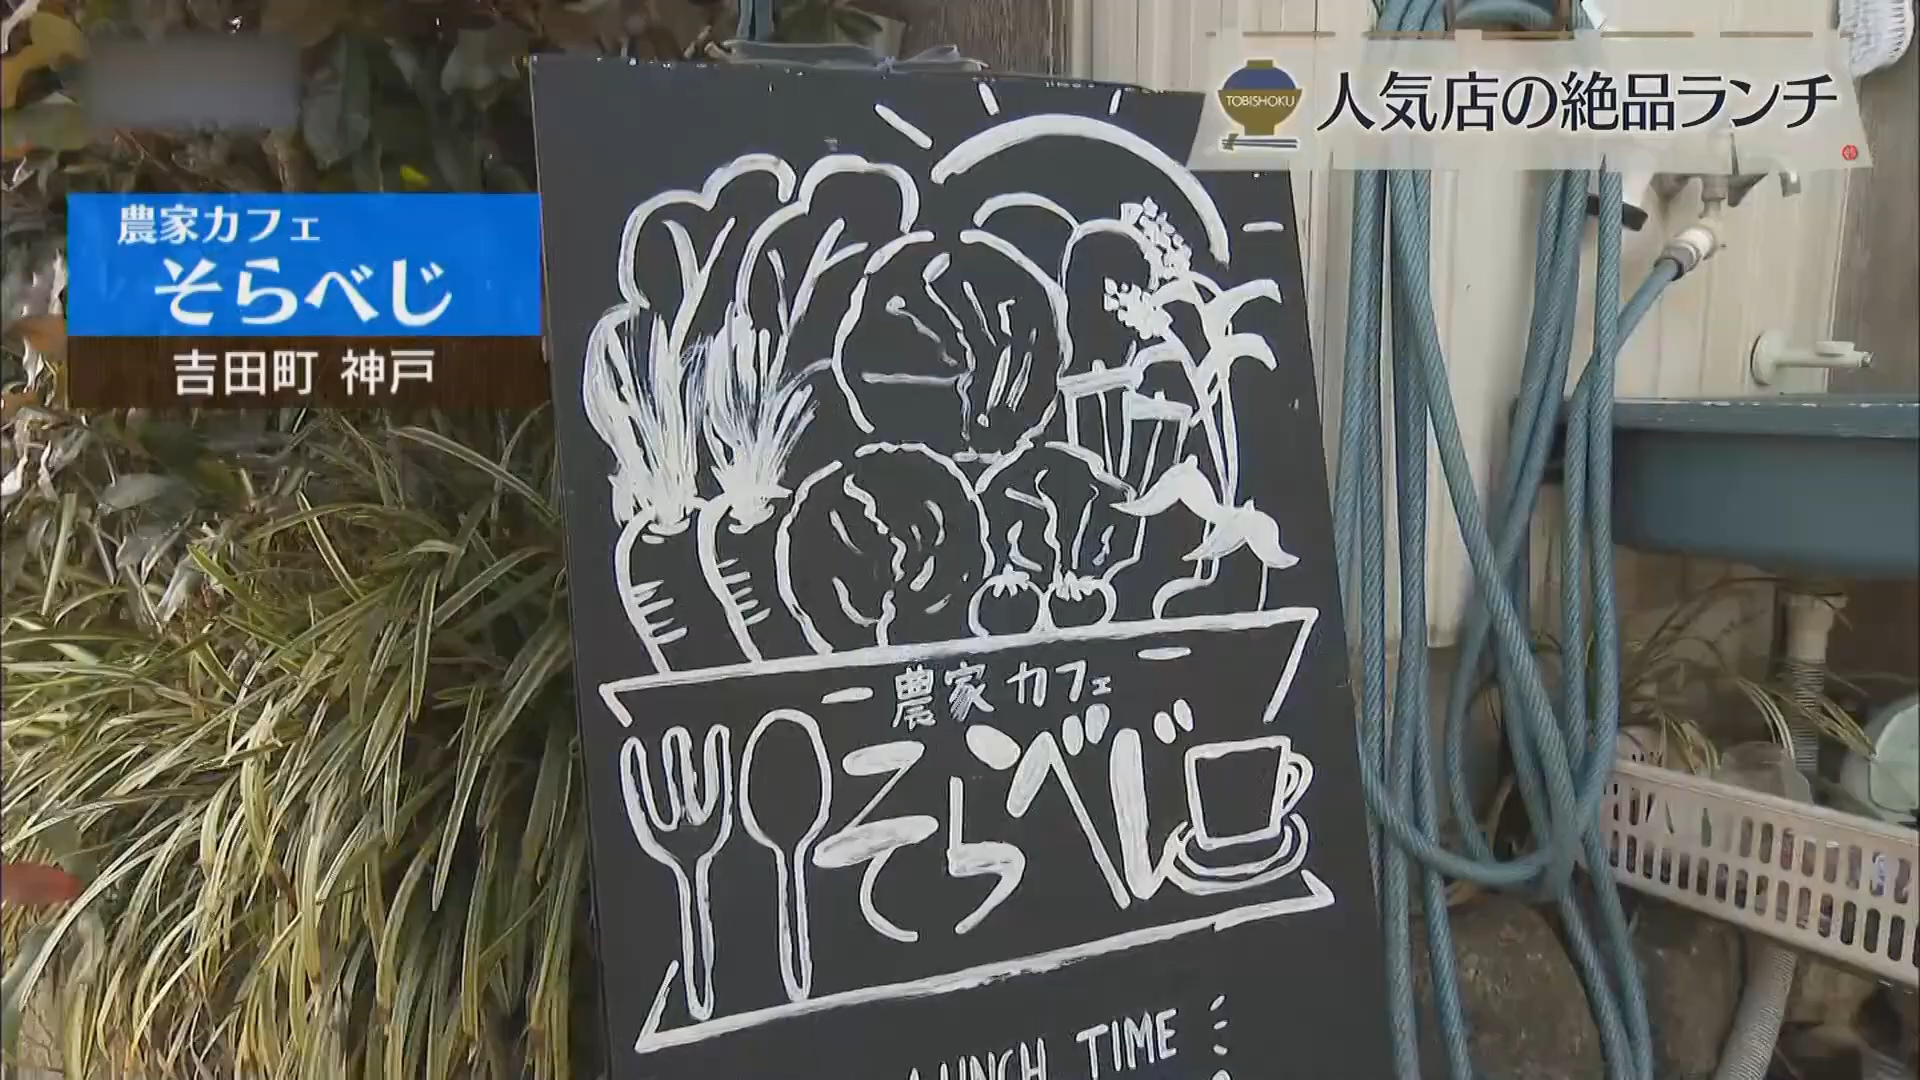 TOBISHOKU
人気店の絶品ランチ
農家カフェ
そらべじ
吉田町 神戸
農家カフェ
そらべじ
LUNCH TIME